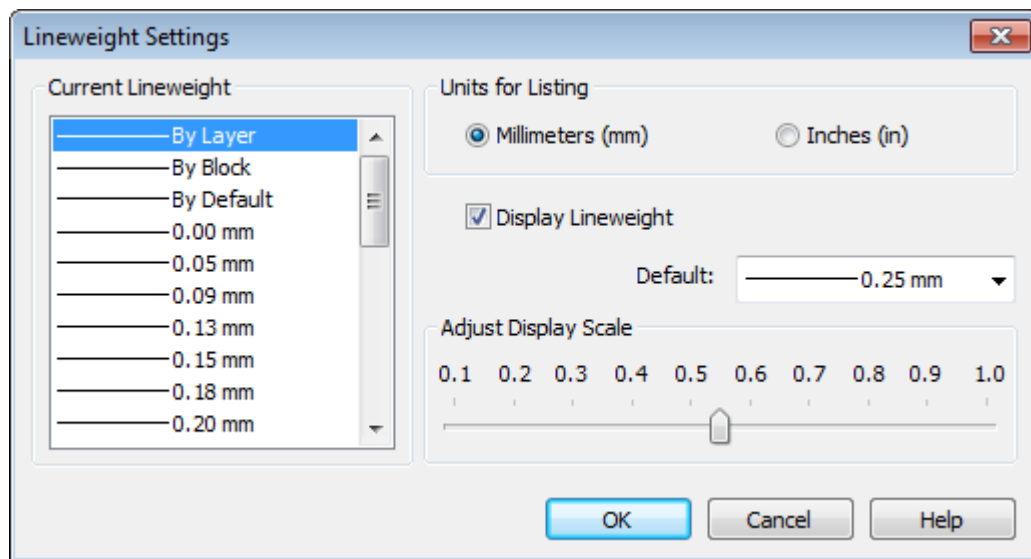 Lineweight Settings
Current Lineweight
By Layer
By Block
By Default
0.00 mm
0.05 mm
0.09 mm
0.13 mm
0.15 mm
0.18 mm
0.20 mm
Units for Listing
Millimeters (mm) Inches (in)
Display Lineweight
Default: 0.25 mm
Adjust Display Scale
0.1 0.2 0.3 0.4 0.5 0.6 0.7 0.8 0.9 1.0
OK Cancel Help